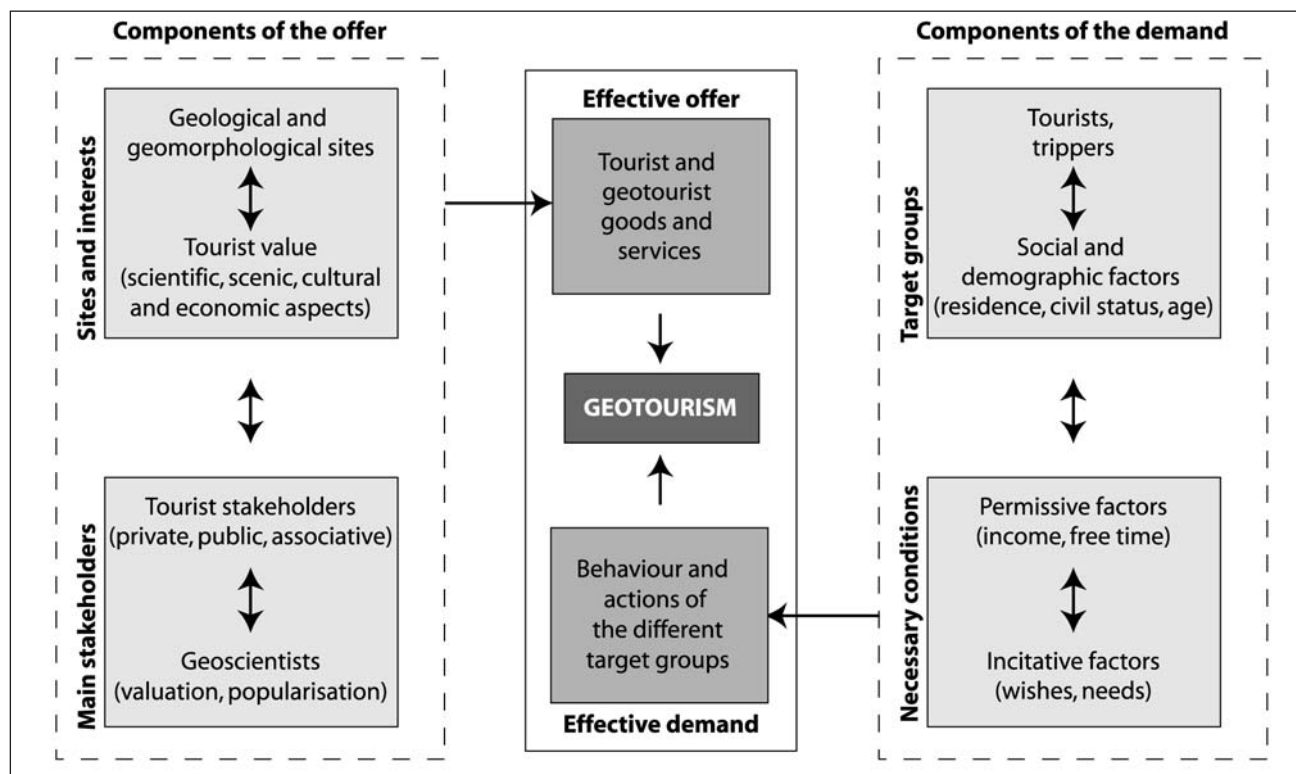 Components of the offer
Sites and interests
Geological and
geomorphological sites
Tourist value
(scientific, scenic, cultural
and economic aspects)
Main stakeholders
Tourist stakeholders
(private, public, associative)
Geoscientists
(valuation, popularisation)
Effective offer
Tourist and
geotourist
goods and
services
GEOTOURISM
Behaviour and
actions of
the different
target groups
Effective demand
Components of the demand
Target groups
Tourists,
trippers
Social and
demographic factors
(residence, civil status, age)
Necessary conditions
Permissive factors
(income, free time)
Incitative factors
(wishes, needs)